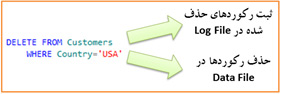 ثبت رکوردهای حذف
شده در Log File
DELETE FROM Customers
WHERE Country='USA'
حذف رکوردها در
Data File